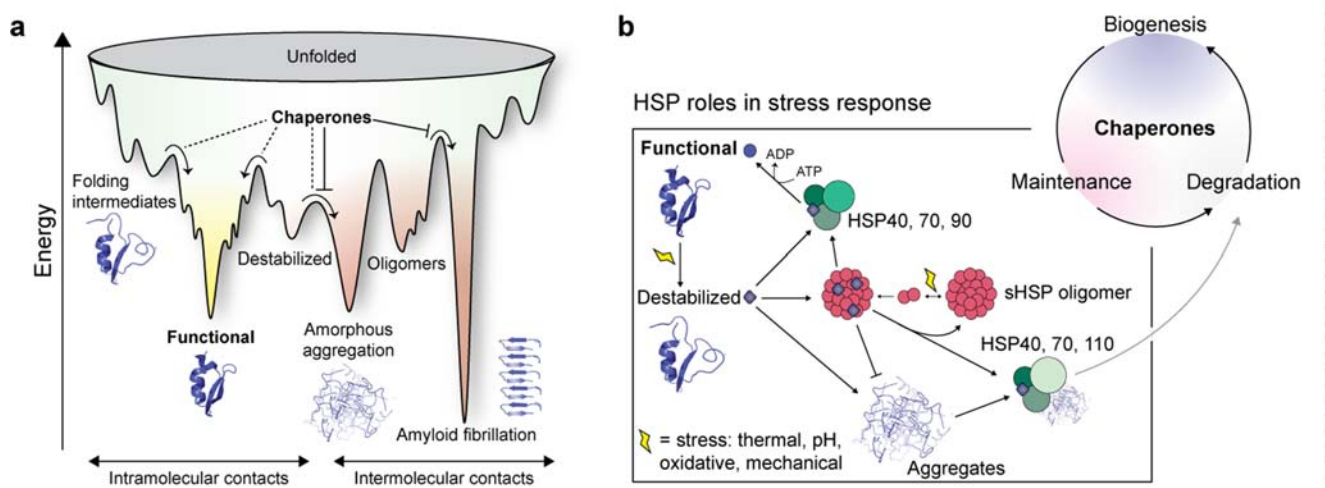 a
Energy
Unfolded
Chaperones
Folding
intermediates
Destabilized
Oligomers
Functional
Amorphous
aggregation
Amyloid fibrillation
Intramolecular contacts
Intermolecular contacts
b
Biogenesis
Chaperones
Maintenance
Degradation
HSP roles in stress response
Functional
ADP
ATP
HSP40, 70, 90
Destabilized
sHSP oligomer
HSP40, 70, 110
= stress: thermal, pH,
oxidative, mechanical
Aggregates